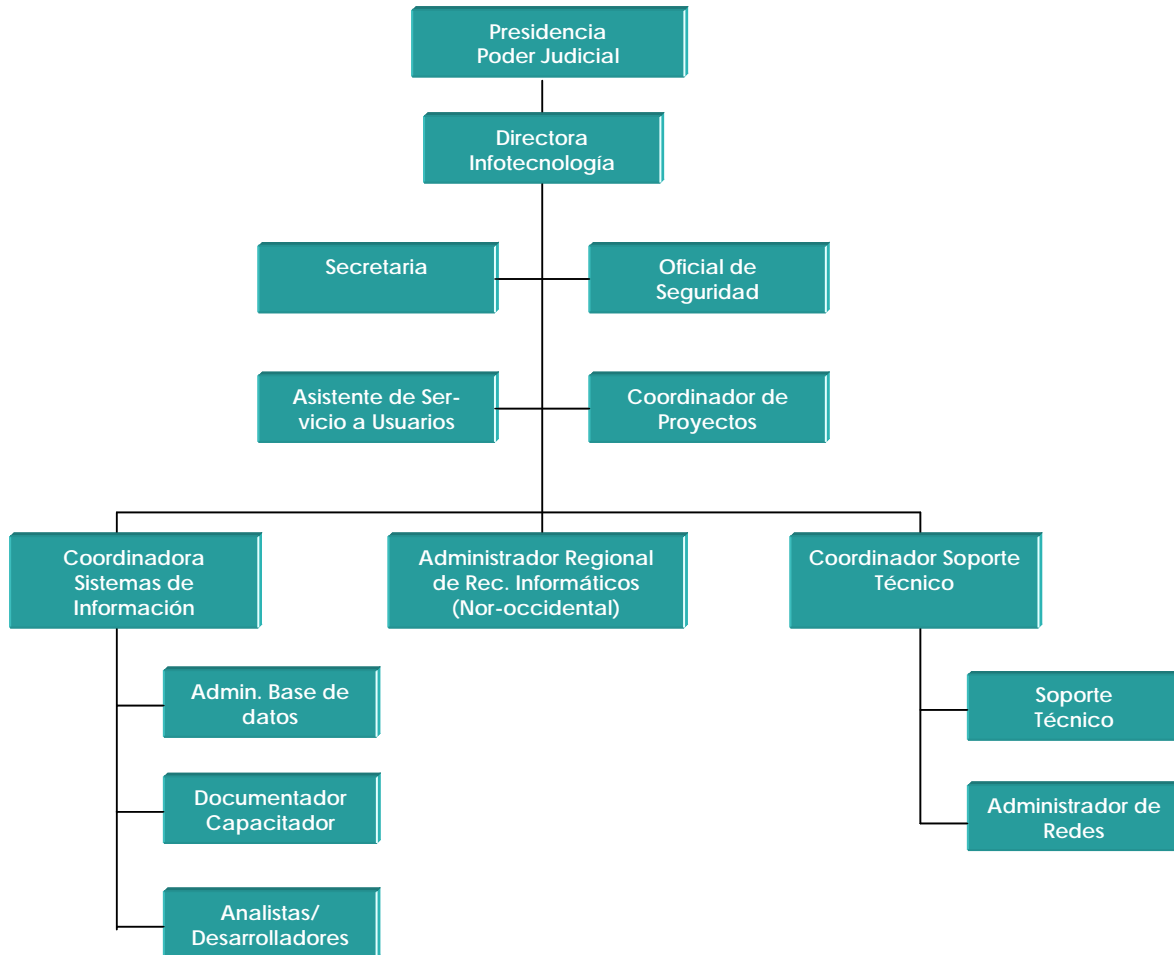 Presidencia
Poder Judicial
Directora
Infotecnología
Secretaria
Oficial de
Seguridad
Asistente de Ser-
vicio a Usuarios
Coordinador de
Proyectos
Coordinadora
Sistemas de
Información
Administrador Regional
de Rec. Informáticos
(Nor-occidental)
Coordinador Soporte
Técnico
Admin. Base de
datos
Documentador
Capacitador
Analistas/
Desarrolladores
Soporte
Técnico
Administrador de
Redes